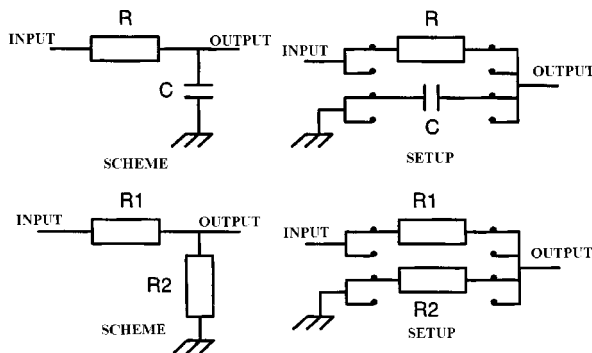 R
INPUT
OUTPUT
C
SCHEME
R
INPUT
OUTPUT
C
SETUP
R1
INPUT
OUTPUT
R2
SCHEME
R1
INPUT
OUTPUT
R2
SETUP